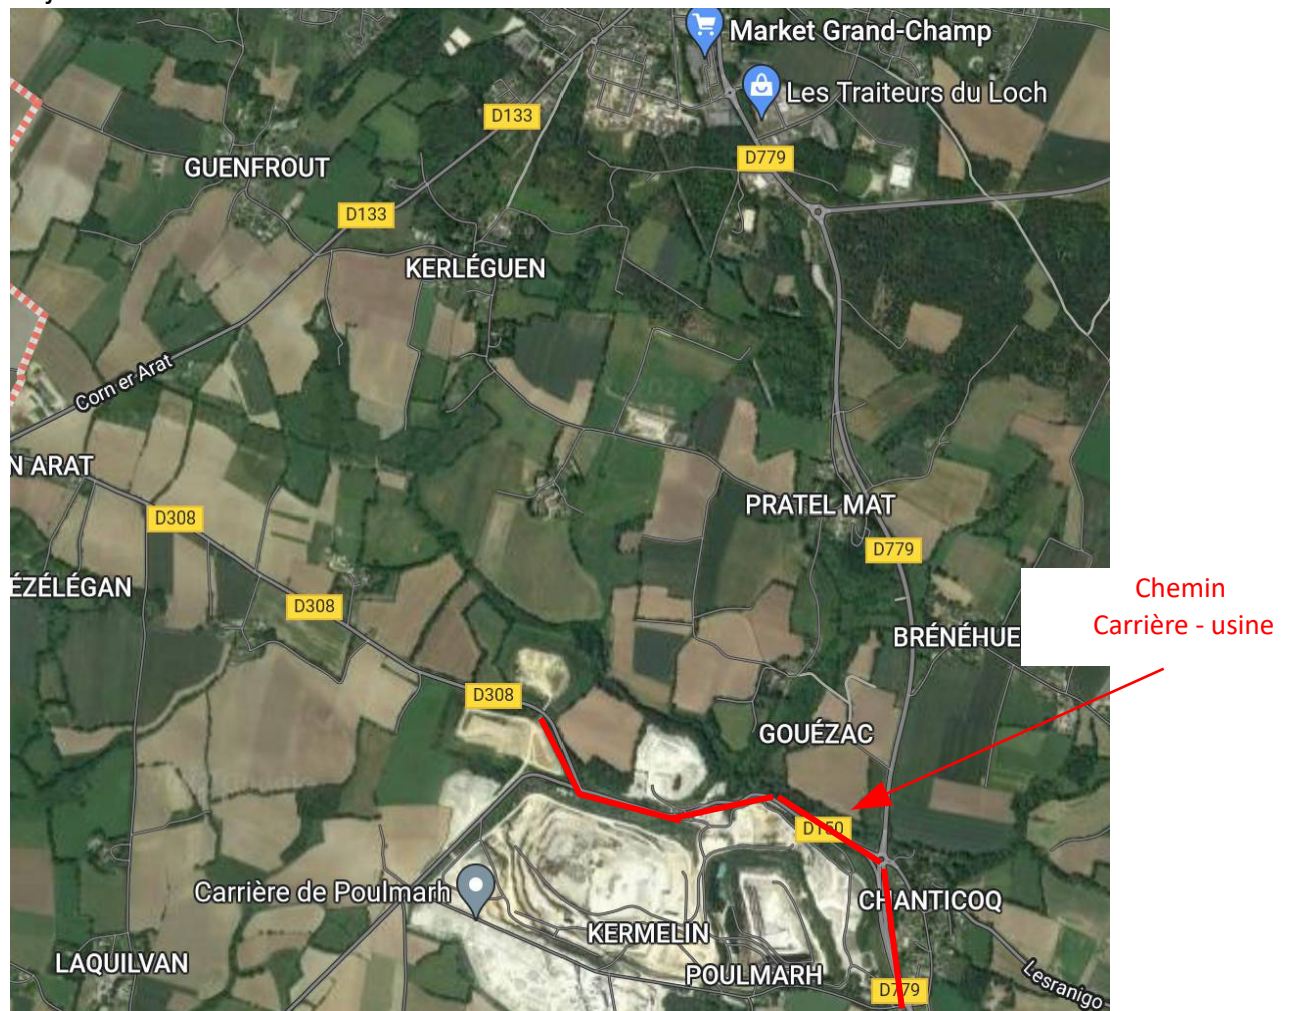 Market Grand-Champ
Les Traiteurs du Loch
D133
D779
GUENFROUT
D133
KERLÉGUEN
Corn er Arat
N ARAT
PRATEL MAT
D308
D779
ÉZÉLÉGAN
Chemin
Carrière - usine
D308
BRÉNÉHUE
D308
GOUÉZAC
D150
Carrière de Poulmarh
CHANTICOQ
KERMELIN
LAQUILVAN
POULMARH
Lesranigo
D779